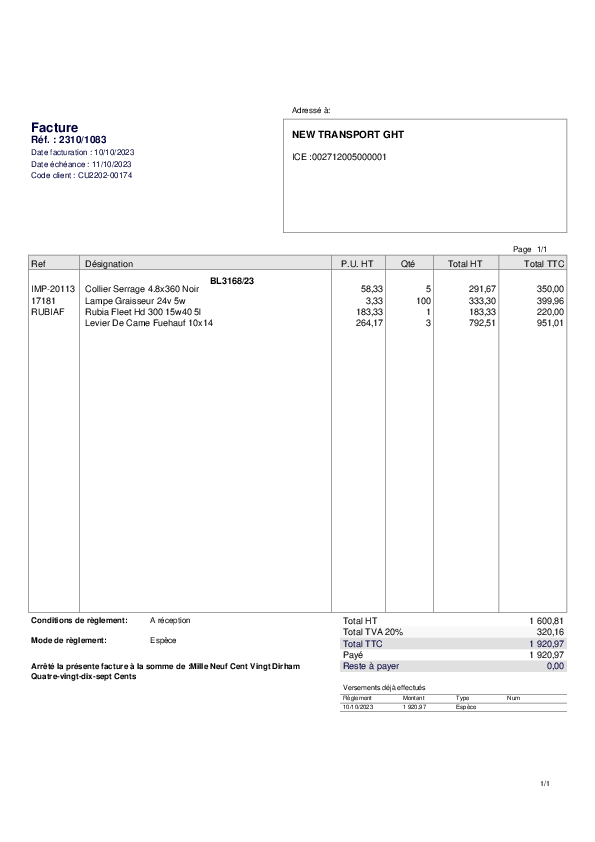 Adressé à:
Facture
Réf. : 2310/1083
Date facturation : 10/10/2023
Date échéance : 11/10/2023
Code client : CU2202-00174
NEW TRANSPORT GHT
ICE :002712005000001
Page 1/1
Ref Désignation P.U. HT Qté Total HT Total TTC
BL3168/23
IMP-20113 Collier Serrage 4.8x360 Noir 58,33 5 291,67 350,00
17181 Lampe Graisseur 24v 5w 3,33 100 333,30 399,96
RUBIAF Rubia Fleet Hd 300 15w40 5l 183,33 1 183,33 220,00
Levier De Came Fuehauf 10x14 264,17 3 792,51 951,01
Conditions de règlement: A réception
Mode de règlement: Espèce
Arrêté la présente facture à la somme de :Mille Neuf Cent Vingt Dirham
Quatre-vingt-dix-sept Cents
Total HT 1 600,81
Total TVA 20% 320,16
Total TTC 1 920,97
Payé 1 920,97
Reste à payer 0,00
Versements déjà effectués
Règlement Montant Type Num
10/10/2023 1 920,97 Espèce
1/1